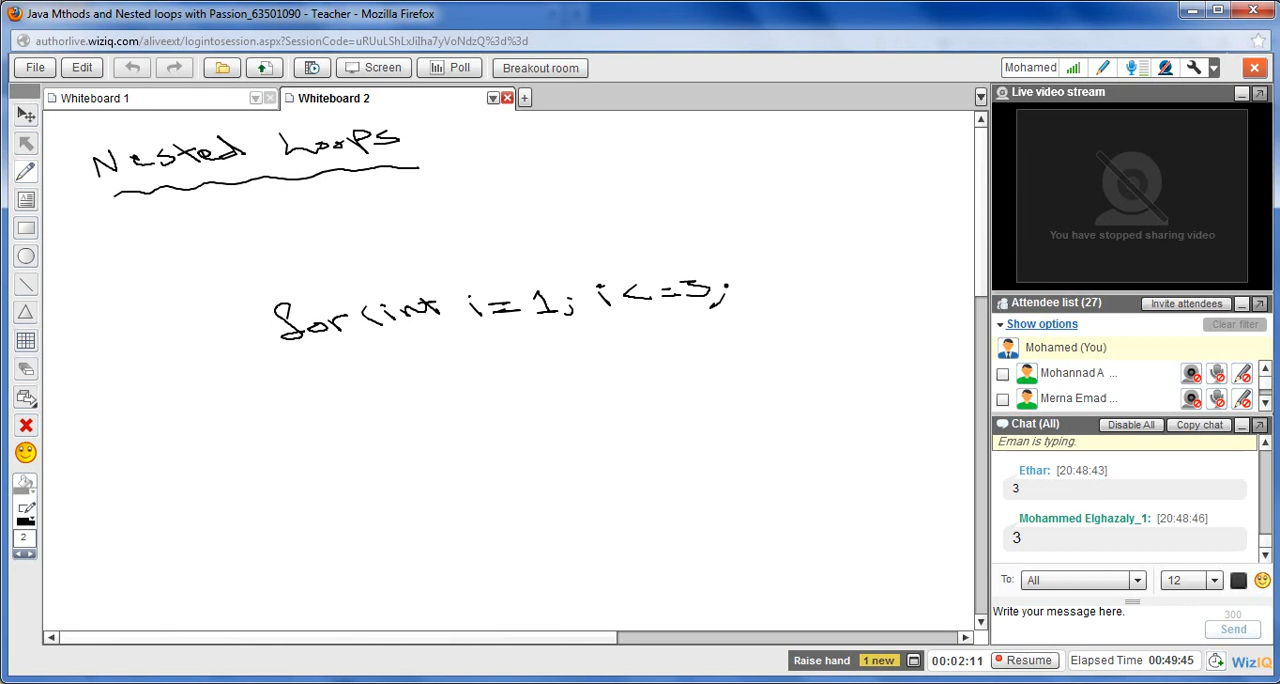 Java Mthods and Nested loops with Passion_63501090 - Teacher - Mozilla Firefox
authorlive.wiziq.com/aliveext/logintosession.aspx?SessionCode=uRUuLShLxJiIha7yVoNdzQ%3d%3d
File Edit Screen Poll Breakout room Mohamed
Whiteboard 1 Whiteboard 2
Nested Loops
for (int i = 1; i <= 3;
Live video stream
You have stopped sharing video
Attendee list (27) Invite attendees
Show options Clear filter
Mohamed (You)
Mohannad A ...
Merna Emad ...
Chat (All) Disable All Copy chat
Eman is typing.
Ethar: [20:48:43]
3
Mohammed Elghazaly_1: [20:48:46]
3
To: All 12
Write your message here. 300
Send
2
Raise hand 1 new 00:02:11 Resume Elapsed Time 00:49:45 WizIQ